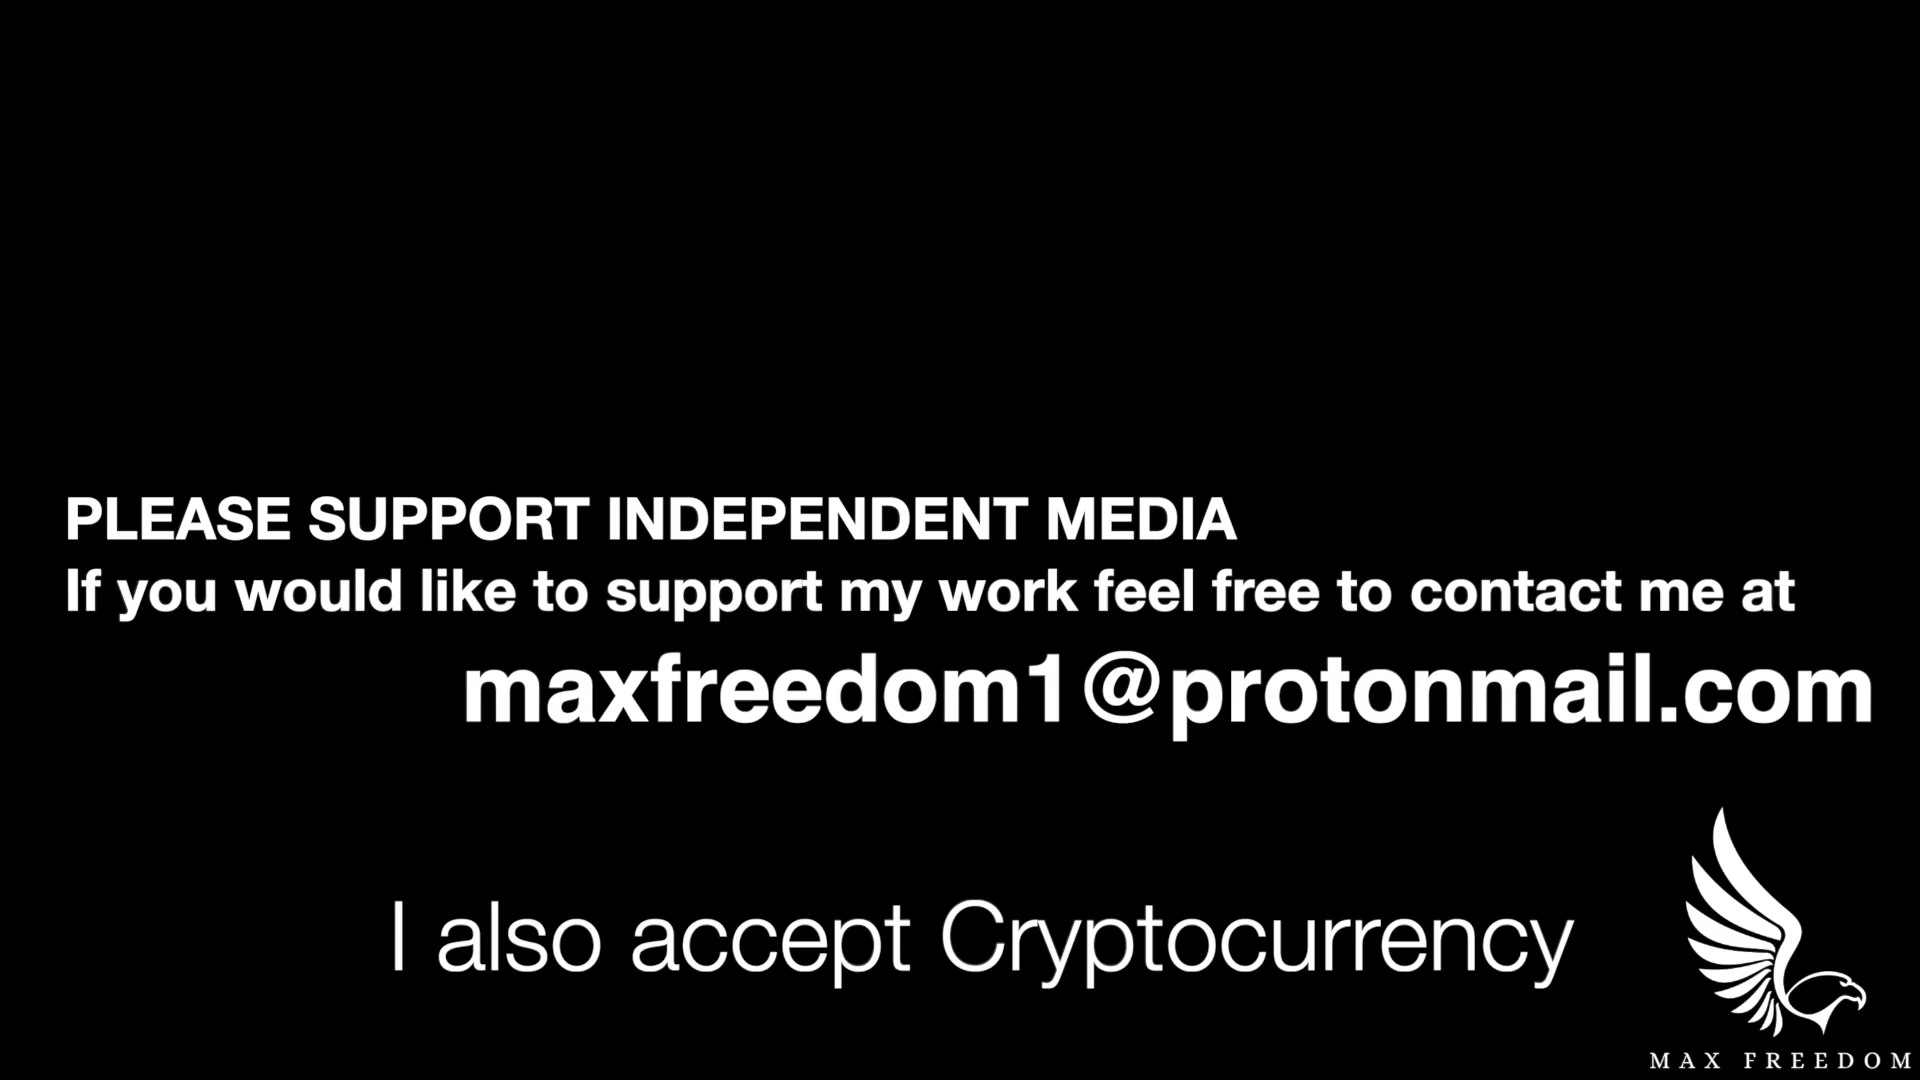 PLEASE SUPPORT INDEPENDENT MEDIA
If you would like to support my work feel free to contact me at
maxfreedom1@protonmail.com
I also accept Cryptocurrency
MAX FREEDOM